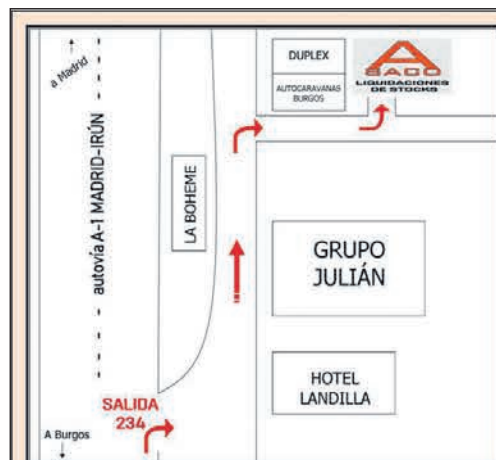 a Madrid
autovía A-1 MADRID-IRÚN
A Burgos
SALIDA
234
LA BOHEME
DUPLEX
AUTOCARAVANAS
BURGOS
A
SADO
LIQUIDACIONES
DE STOCKS
GRUPO
JULIÁN
HOTEL
LANDILLA